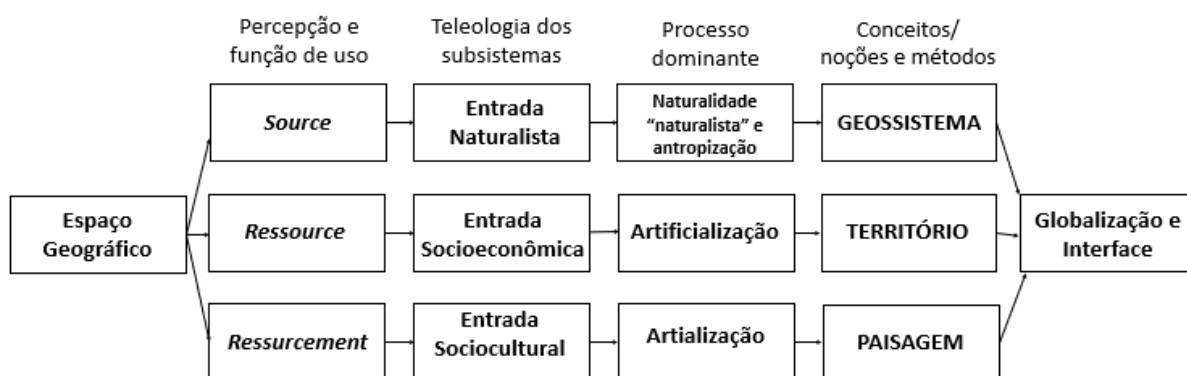 Percepção e
função de uso
Teleologia dos
subsistemas
Processo
dominante
Conceitos/
noções e métodos
Source
Entrada
Naturalista
Naturalidade
“naturalista” e
antropização
GEOSSISTEMA
Espaço
Geográfico
Ressource
Entrada
Socioeconômica
Artificialização
TERRITÓRIO
Globalização e
Interface
Ressurcement
Entrada
Sociocultural
Artialização
PAISAGEM